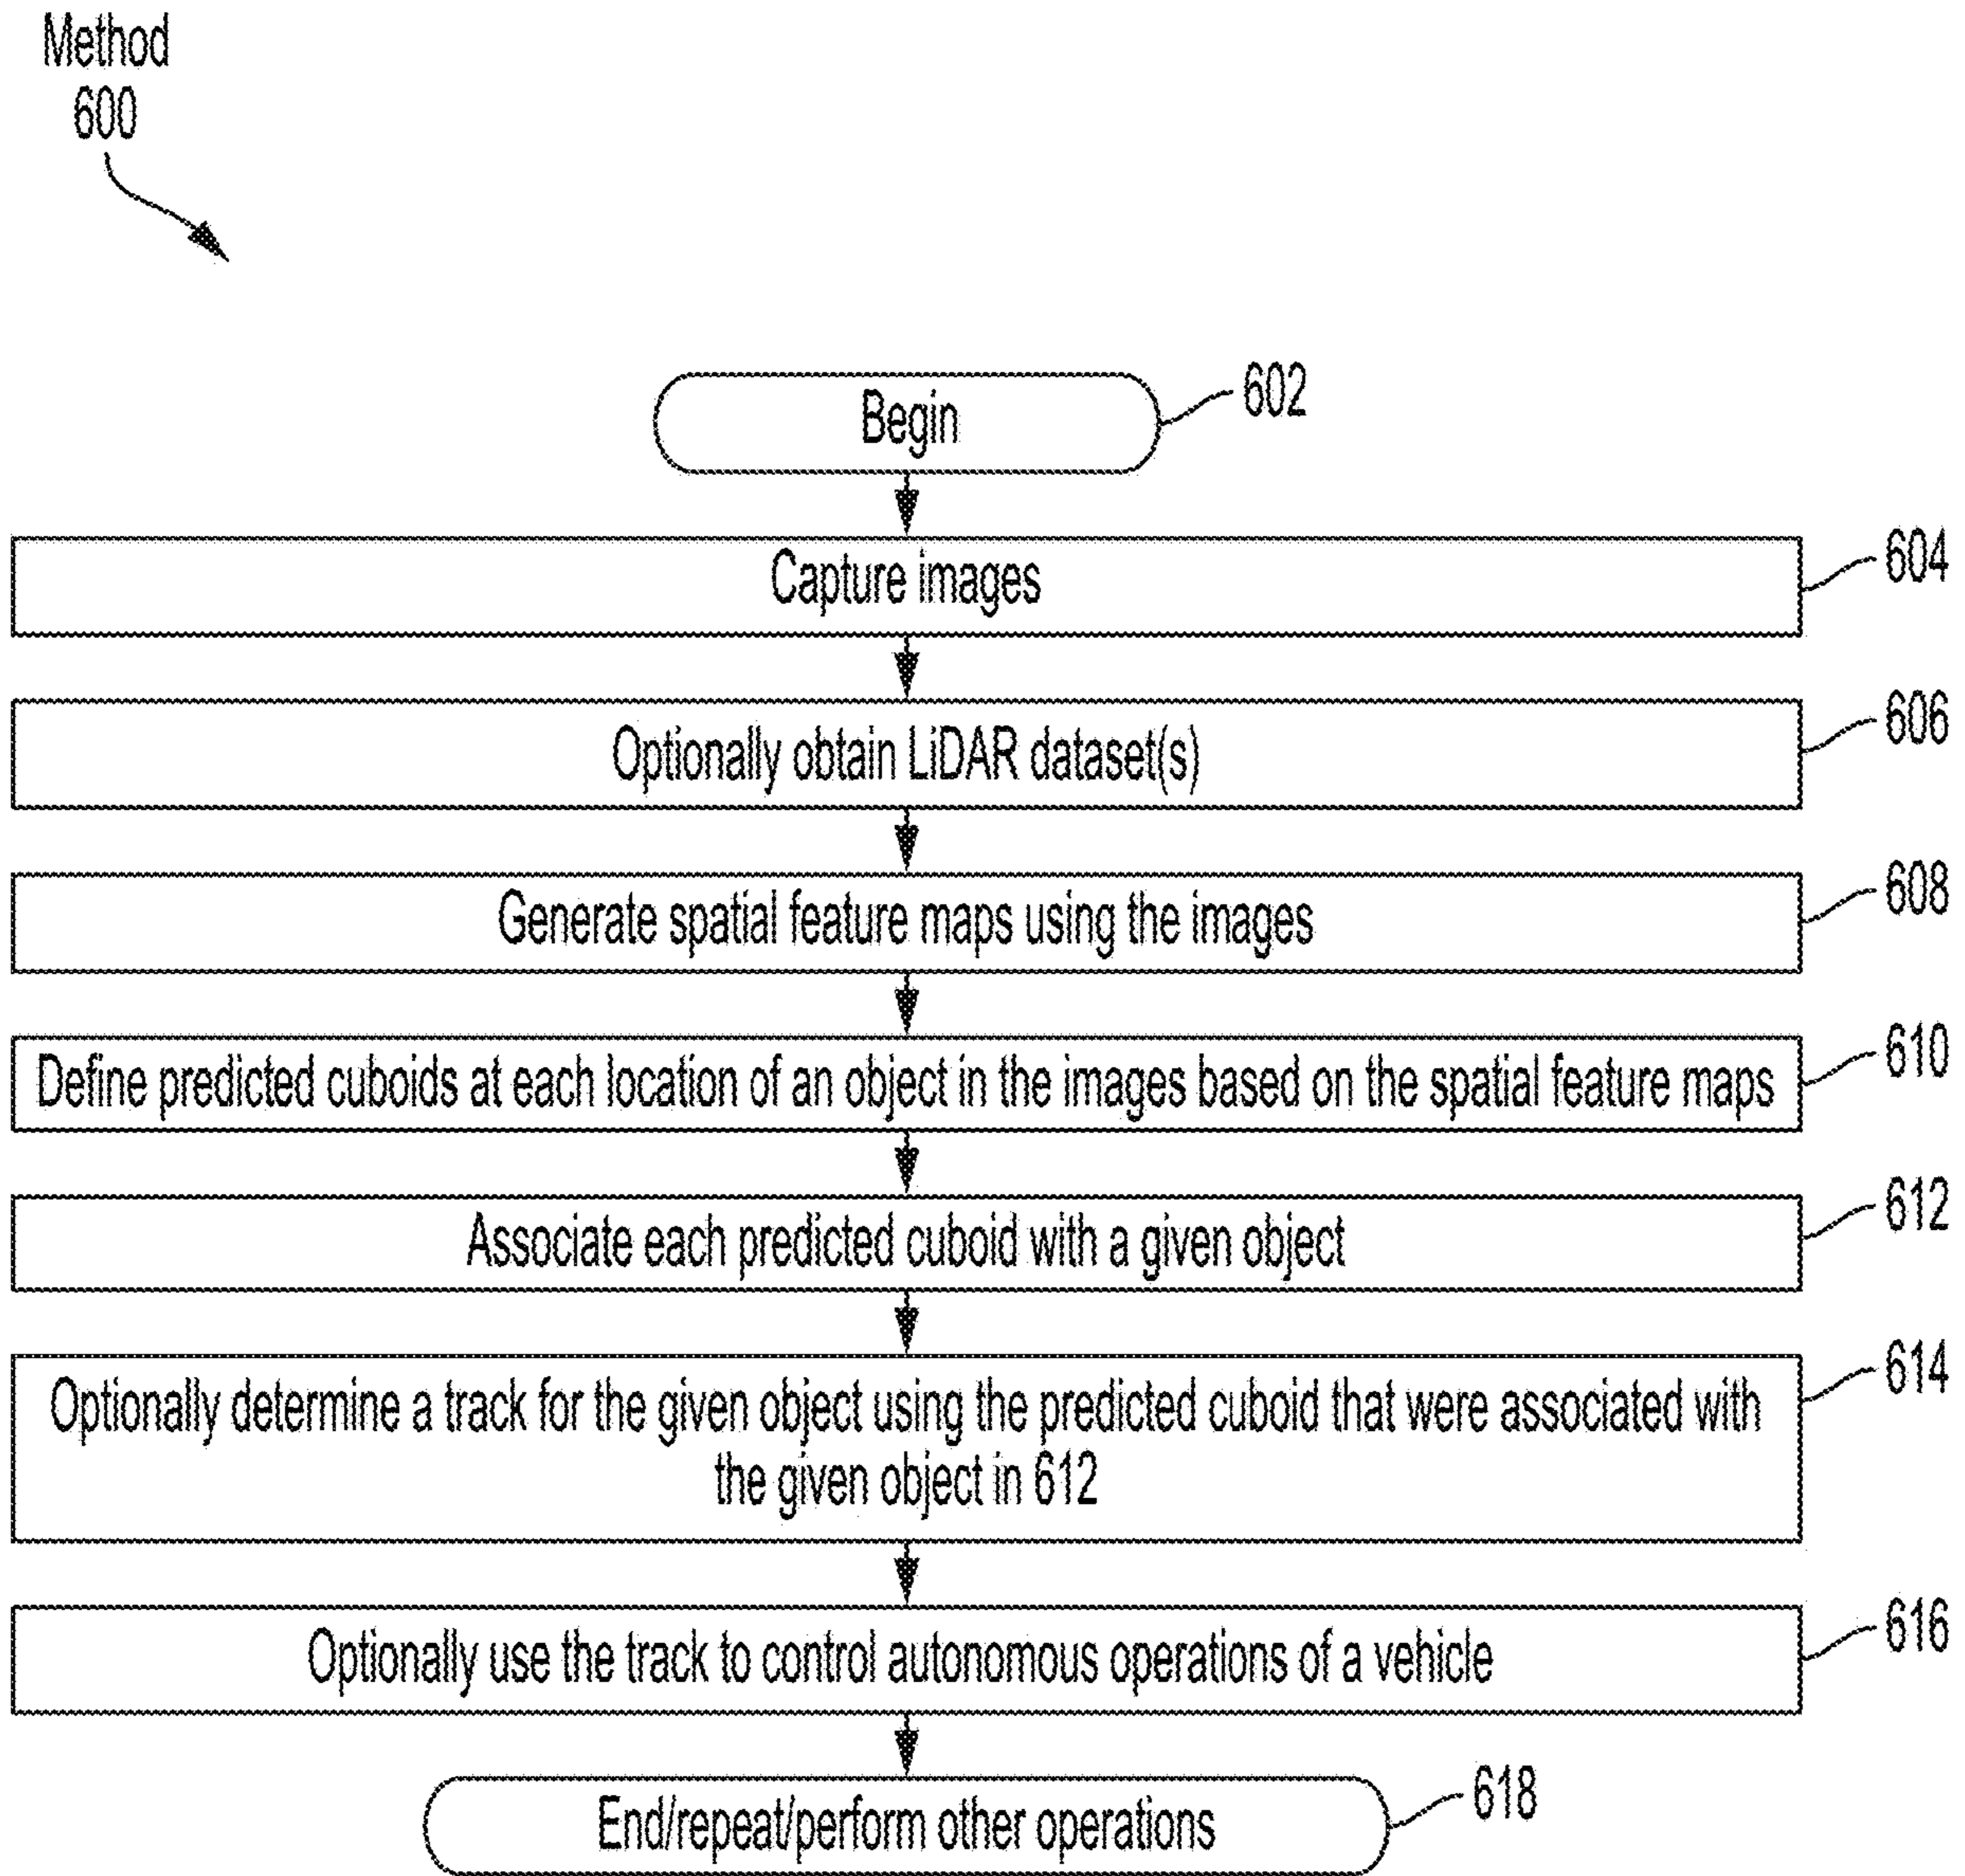 Method
600
Begin
602
Capture images
604
Optionally obtain LiDAR dataset(s)
606
Generate spatial feature maps using the images
608
Define predicted cuboids at each location of an object in the images based on the spatial feature maps
610
Associate each predicted cuboid with a given object
612
Optionally determine a track for the given object using the predicted cuboid that were associated with
the given object in 612
614
Optionally use the track to control autonomous operations of a vehicle
616
End/repeat/perform other operations
618